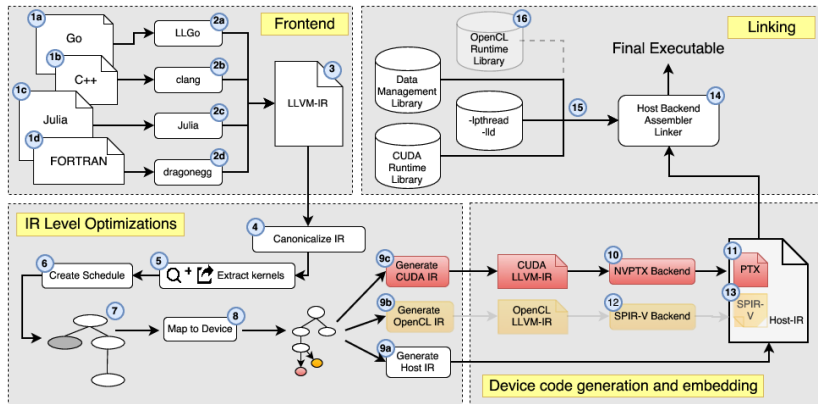 Frontend
1a
Go
2a
LLGo
1b
C++
2b
clang
1c
Julia
2c
Julia
1d
FORTRAN
2d
dragonegg
3
LLVM-IR
Linking
16
OpenCL
Runtime
Library
Data
Management
Library
-lpthread
-lld
CUDA
Runtime
Library
15
Final Executable
14
Host Backend
Assembler
Linker
IR Level Optimizations
4
Canonicalize IR
5
+
Extract kernels
6
Create Schedule
7
8
Map to Device
9c
Generate
CUDA IR
9b
Generate
OpenCL IR
9a
Generate
Host IR
CUDA
LLVM-IR
10
NVPTX Backend
11
PTX
OpenCL
LLVM-IR
12
SPIR-V Backend
13
SPIR-
V
Host-IR
Device code generation and embedding